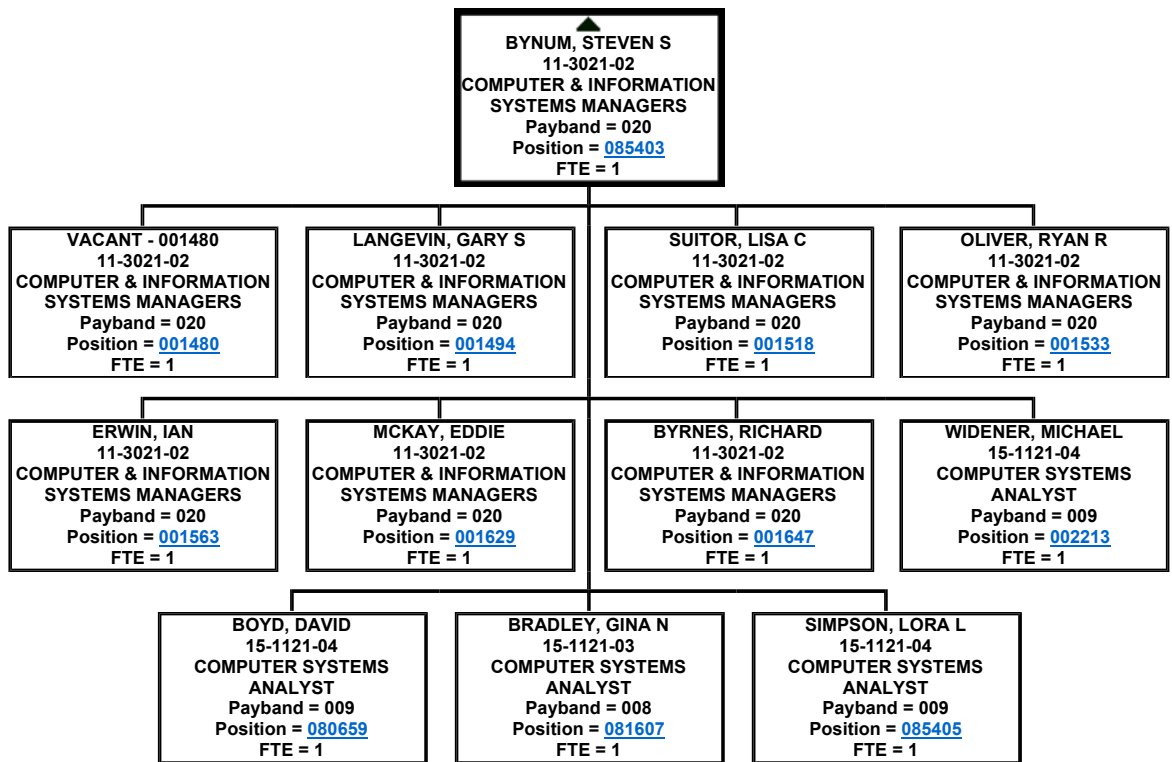 BYNUM, STEVEN S
11-3021-02
COMPUTER & INFORMATION
SYSTEMS MANAGERS
Payband = 020
Position = 085403
FTE = 1
VACANT - 001480
11-3021-02
COMPUTER & INFORMATION
SYSTEMS MANAGERS
Payband = 020
Position = 001480
FTE = 1
LANGEVIN, GARY S
11-3021-02
COMPUTER & INFORMATION
SYSTEMS MANAGERS
Payband = 020
Position = 001494
FTE = 1
SUITOR, LISA C
11-3021-02
COMPUTER & INFORMATION
SYSTEMS MANAGERS
Payband = 020
Position = 001518
FTE = 1
OLIVER, RYAN R
11-3021-02
COMPUTER & INFORMATION
SYSTEMS MANAGERS
Payband = 020
Position = 001533
FTE = 1
ERWIN, IAN
11-3021-02
COMPUTER & INFORMATION
SYSTEMS MANAGERS
Payband = 020
Position = 001563
FTE = 1
MCKAY, EDDIE
11-3021-02
COMPUTER & INFORMATION
SYSTEMS MANAGERS
Payband = 020
Position = 001629
FTE = 1
BYRNES, RICHARD
11-3021-02
COMPUTER & INFORMATION
SYSTEMS MANAGERS
Payband = 020
Position = 001647
FTE = 1
WIDENER, MICHAEL
15-1121-04
COMPUTER SYSTEMS
ANALYST
Payband = 009
Position = 002213
FTE = 1
BOYD, DAVID
15-1121-04
COMPUTER SYSTEMS
ANALYST
Payband = 009
Position = 080659
FTE = 1
BRADLEY, GINA N
15-1121-03
COMPUTER SYSTEMS
ANALYST
Payband = 008
Position = 081607
FTE = 1
SIMPSON, LORA L
15-1121-04
COMPUTER SYSTEMS
ANALYST
Payband = 009
Position = 085405
FTE = 1